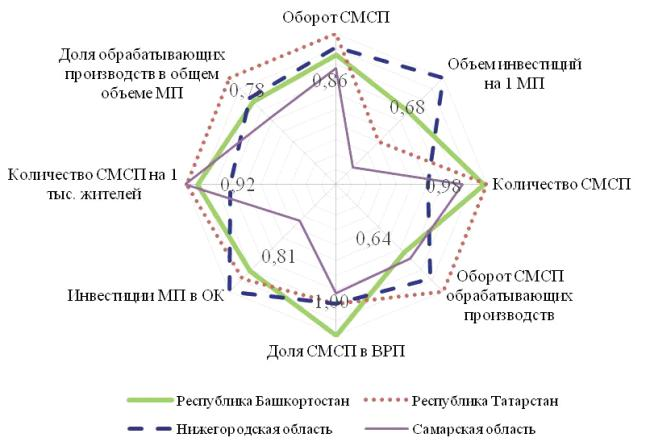 Оборот СМСП
Доля обрабатывающих
производств в общем
объеме МП
Объем инвестиций
на 1 МП
0,86
0,78
0,68
Количество СМСП на 1
тыс. жителей
0,92
0,98
Количество СМСП
0,64
0,81
Инвестиции МП в ОК
1,00
Оборот СМСП
обрабатывающих
производств
Доля СМСП в ВРП
Республика Башкортостан
Республика Татарстан
Нижегородская область
Самарская область